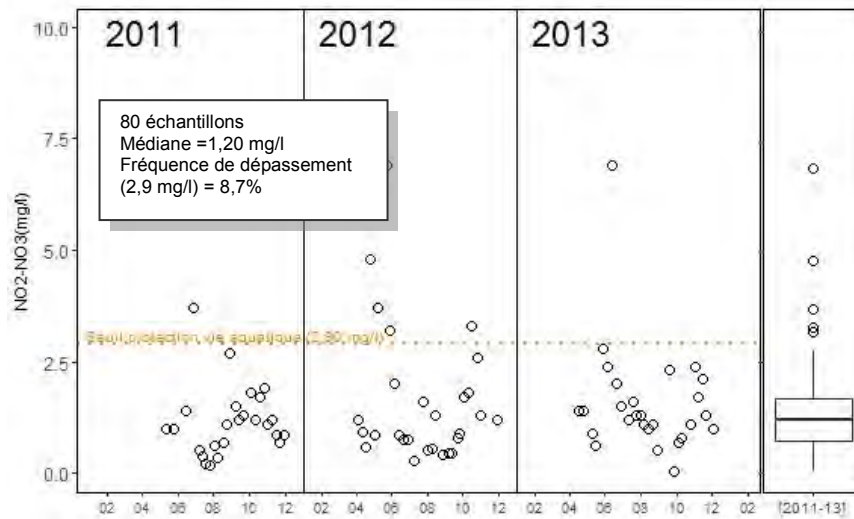 2011 2012 2013
80 échantillons
Médiane =1,20 mg/l
Fréquence de dépassement
(2,9 mg/l) = 8,7%
NO2-NO3(mg/l)
10.0
7.5
5.0
2.5
0.0
Seuil protection vie aquatique (2,90 mg/l)
02 04 06 08 10 12 02 04 06 08 10 12 02 04 06 08 10 12 02 [2011-13]